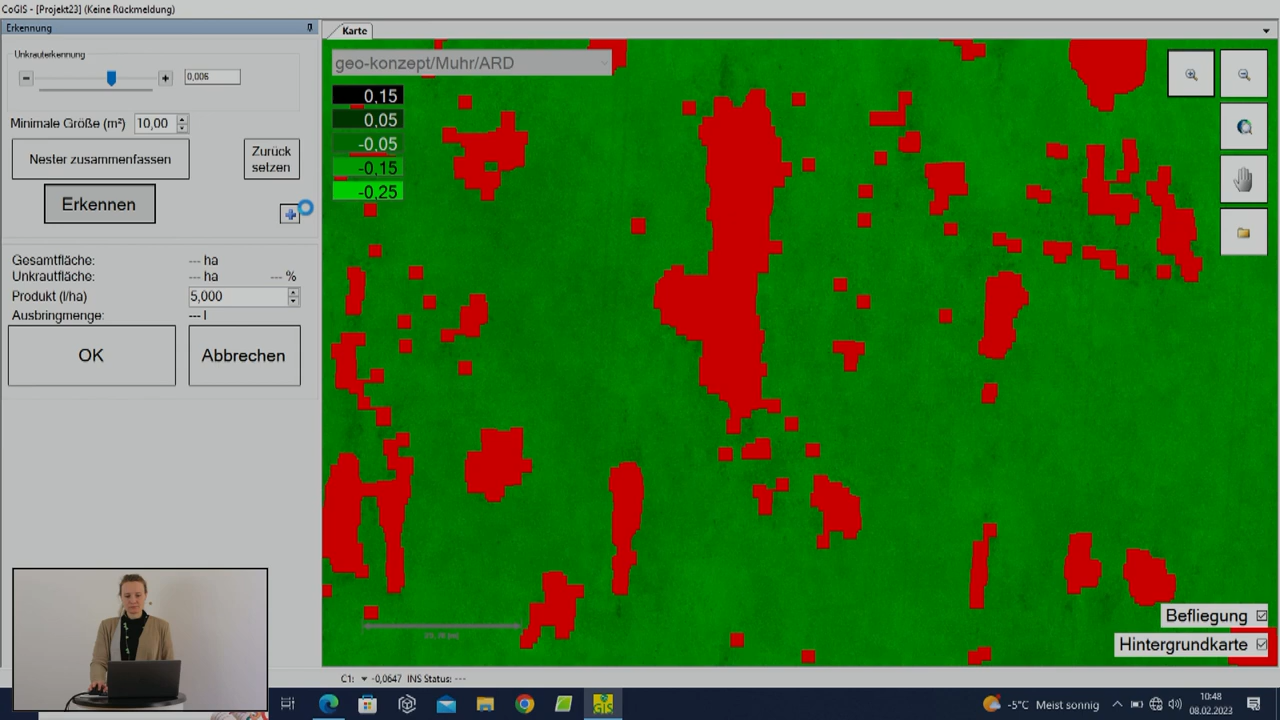 CoGIS - [Projekt23] (Keine Rückmeldung)
Erkennung
Unkrauterkennung
0,006
Minimale Größe (m²) 10,00
Nester zusammenfassen
Zurück
setzen
Erkennen
Gesamtfläche: --- ha
Unkrautfläche: --- ha --- %
Produkt (l/ha) 5,000
Ausbringmenge: --- l
OK
Abbrechen
Karte
geo-konzept/Muhr/ARD
0,15
0,05
-0,05
-0,15
-0,25
Befliegung
Hintergrundkarte
C1: -0,0647 INS Status: ---
GIS
-5°C Meist sonnig
10:48
08.02.2023